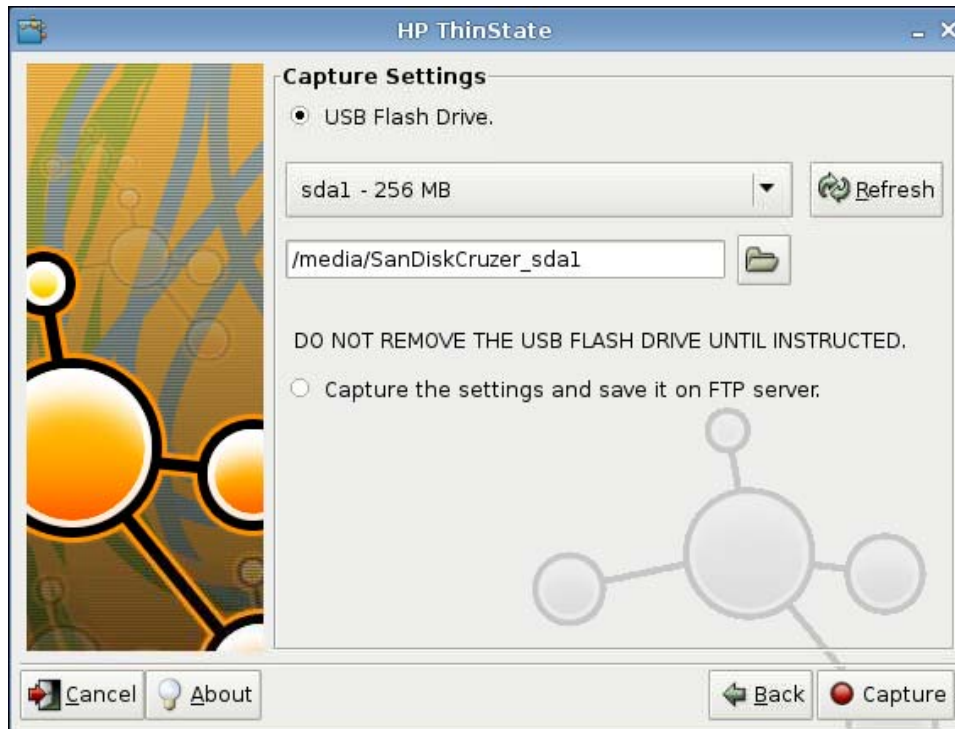 HP ThinState
Capture Settings
USB Flash Drive.
sda1 - 256 MB
Refresh
/media/SanDiskCruzer_sda1
DO NOT REMOVE THE USB FLASH DRIVE UNTIL INSTRUCTED.
Capture the settings and save it on FTP server.
Cancel
About
Back
Capture